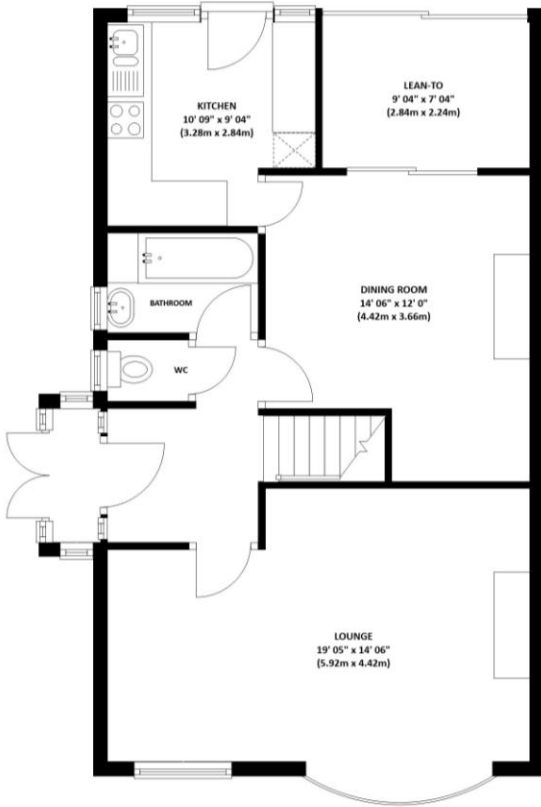 KITCHEN
10' 09" x 9' 04"
(3.28m x 2.84m)
LEAN-TO
9' 04" x 7' 04"
(2.84m x 2.24m)
DINING ROOM
14' 06" x 12' 0"
(4.42m x 3.66m)
BATHROOM
WC
LOUNGE
19' 05" x 14' 06"
(5.92m x 4.42m)